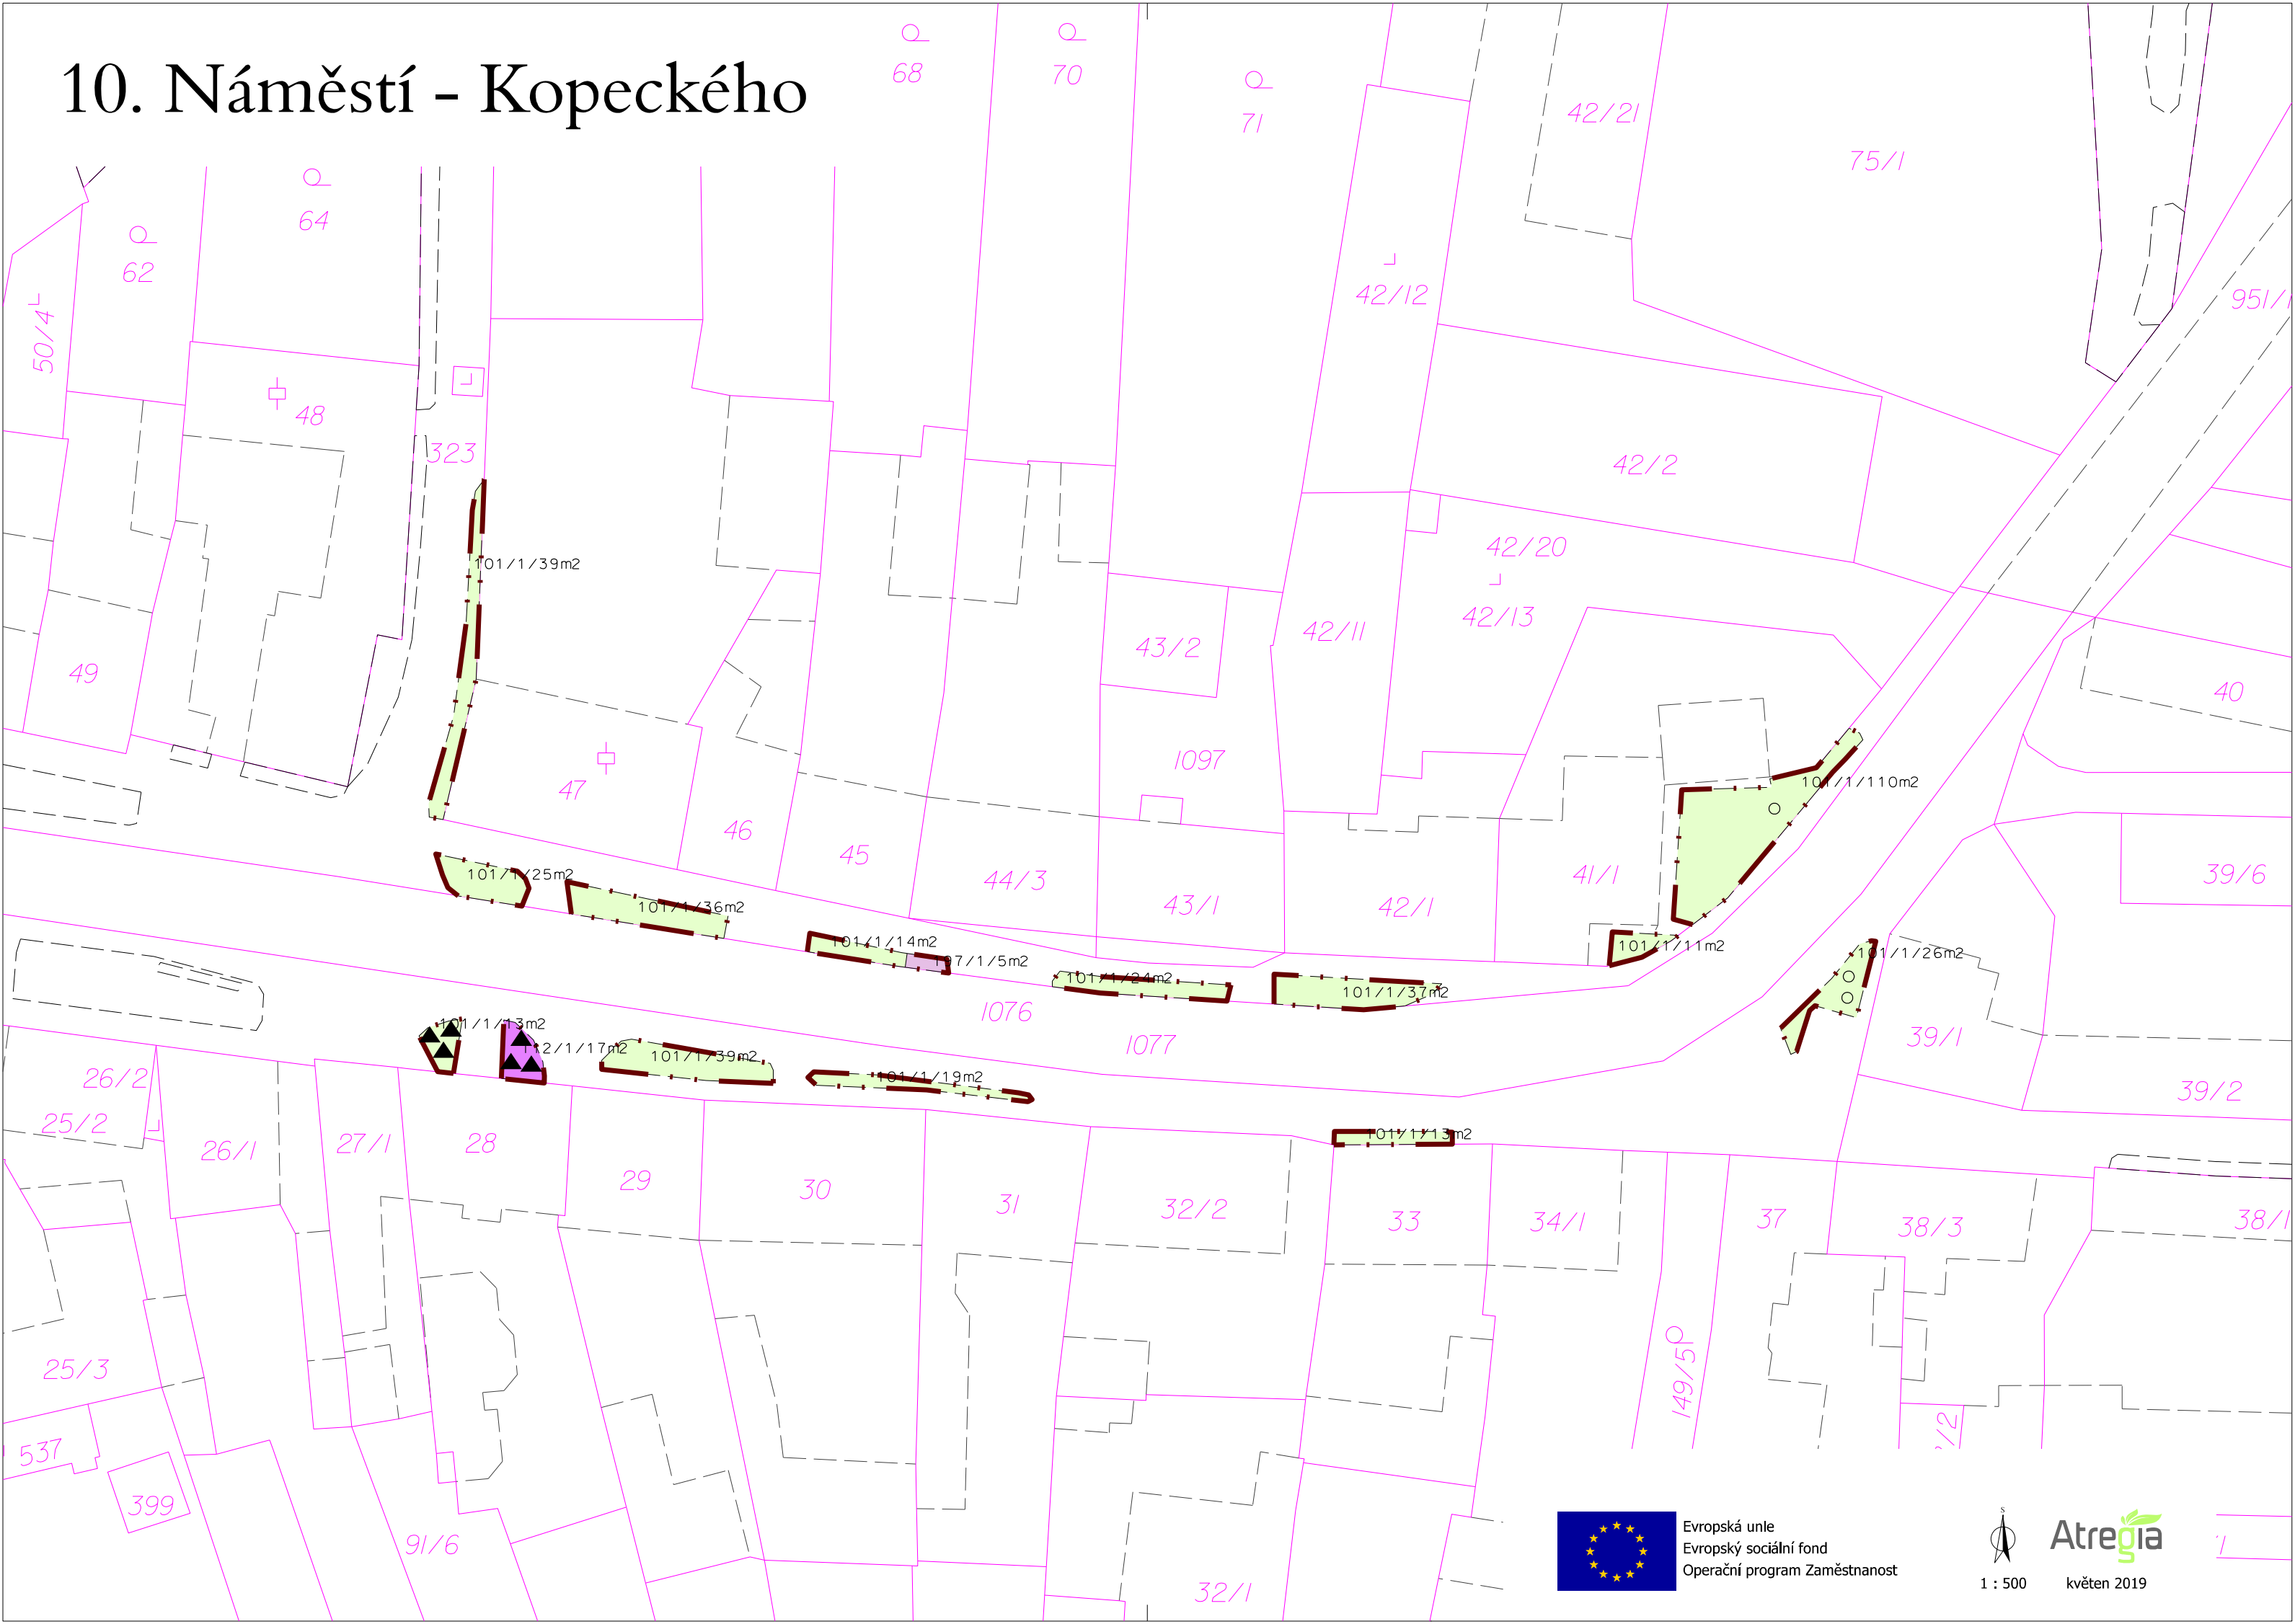 10. Náměstí - Kopeckého
68
70
71
42/21
75/1
64
62
50/4
42/12
951/1
48
323
42/2
101/1/39m2
42/20
42/13
43/2
42/11
49
40
1097
47
101/1/110m2
46
45
44/3
43/1
42/1
41/1
39/6
101/1/25m2
101/1/36m2
101/1/14m2
107/1/5m2
101/1/24m2
101/1/37m2
101/1/11m2
101/1/26m2
1076
1077
39/1
101/1/13m2
112/1/17m2
101/1/39m2
101/1/19m2
101/1/13m2
26/2
25/2
26/1
27/1
28
29
30
31
32/2
33
34/1
37
38/3
38/1
39/2
25/3
149/5
537
399
91/6
32/1
Evropská unie
Evropský sociální fond
Operační program Zaměstnanost
S
1 : 500
Atregia
květen 2019